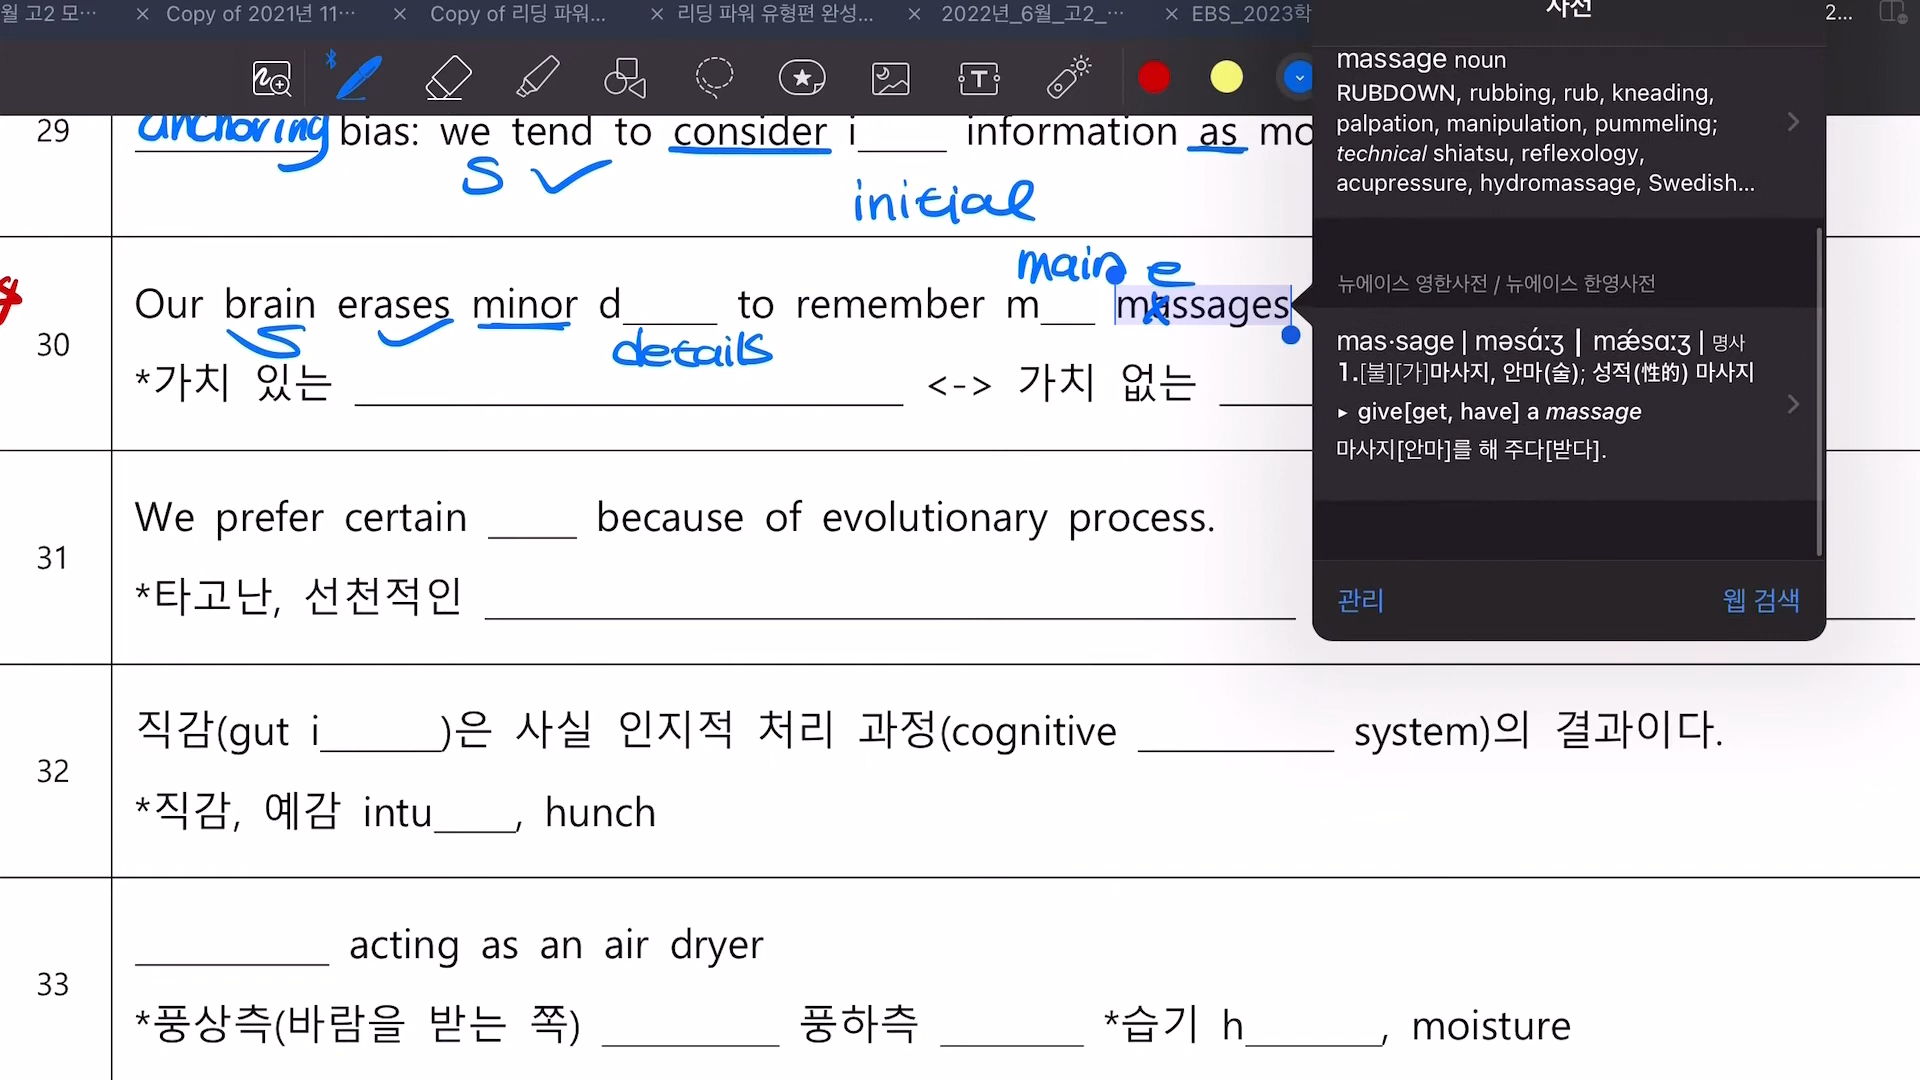 월 고2 모… × Copy of 2021년 11… × Copy of 리딩 파워… × 리딩 파워 유형편 완성… × 2022년_6월_고2_… × EBS_2023학 2…
massage noun
RUBDOWN, rubbing, rub, kneading,
palpation, manipulation, pummeling;
technical shiatsu, reflexology,
acupressure, hydromassage, Swedish...
뉴에이스 영한사전 / 뉴에이스 한영사전
mas·sage | məsɑ́ːʒ | mǽsɑːʒ | 명사
1.[불][가]마사지, 안마(술); 성적(性的) 마사지
▸ give[get, have] a massage
마사지[안마]를 해 주다[받다].
관리 웹 검색
29 anchoring bias: we tend to consider i_____ information as mo
S
initial
main e
30 Our brain erases minor d_____ to remember m___ massages
S details
*가치 있는 ______ <-> 가치 없는 ______
31 We prefer certain _____ because of evolutionary process.
*타고난, 선천적인 ______
32 직감(gut i______)은 사실 인지적 처리 과정(cognitive __________ system)의 결과이다.
*직감, 예감 intu____, hunch
33 __________ acting as an air dryer
*풍상측(바람을 받는 쪽) _________ 풍하측 _______ *습기 h_______, moisture